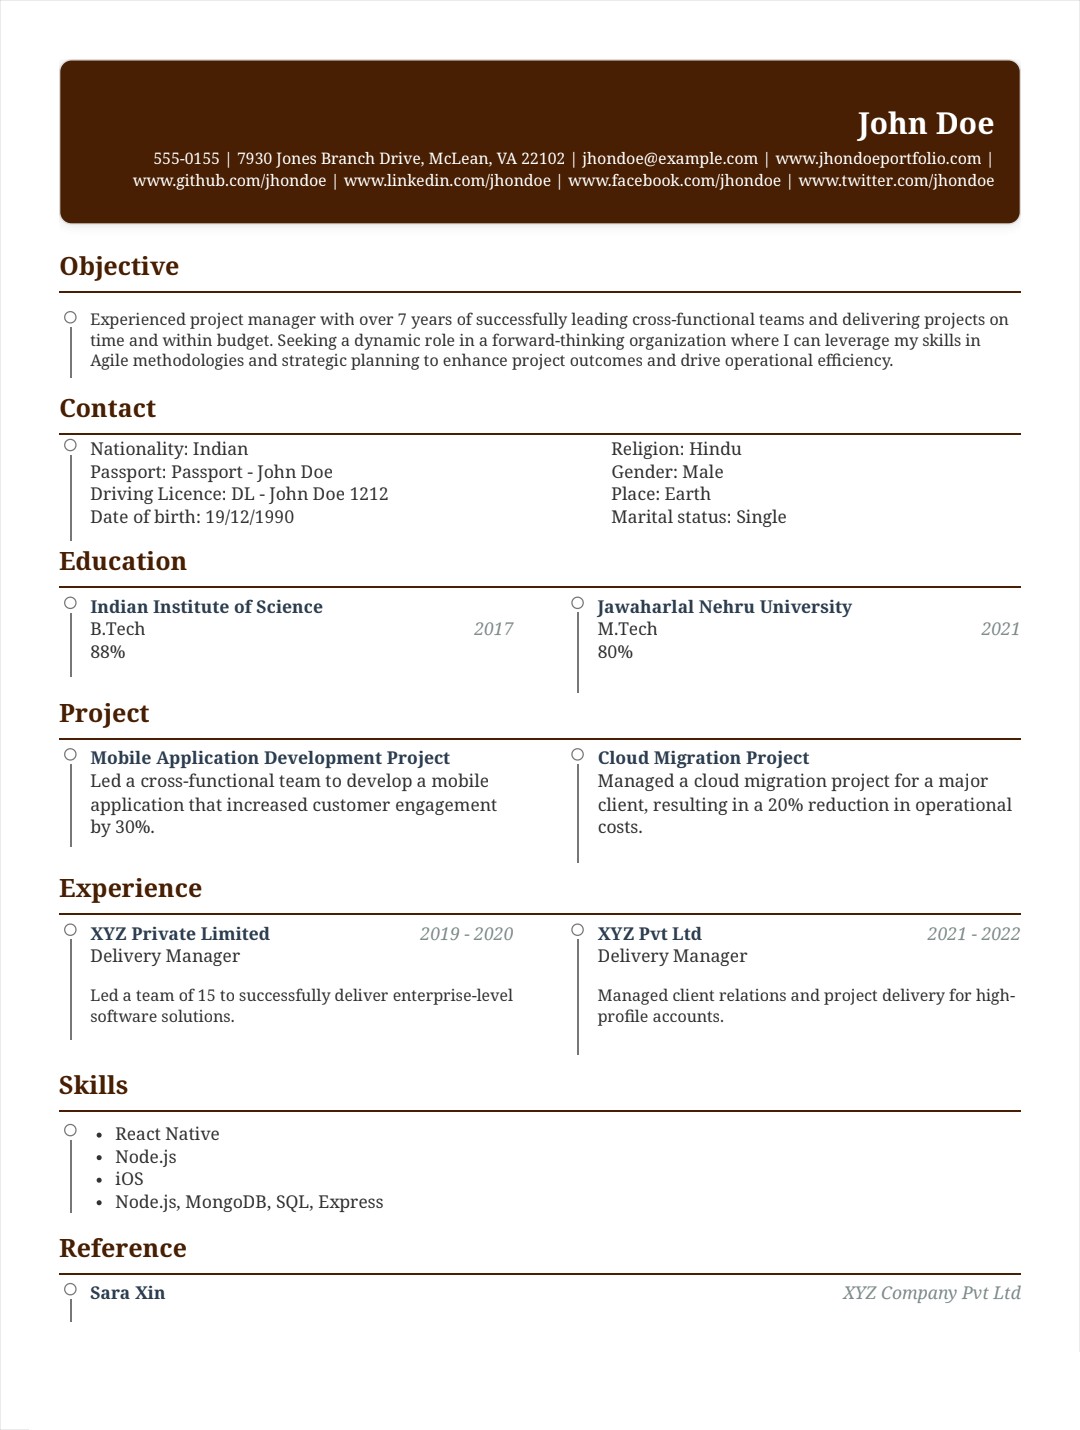 John Doe
555-0155 | 7930 Jones Branch Drive, McLean, VA 22102 | jhondoe@example.com | www.jhondoeportfolio.com |
www.github.com/jhondoe | www.linkedin.com/jhondoe | www.facebook.com/jhondoe | www.twitter.com/jhondoe
Objective
Experienced project manager with over 7 years of successfully leading cross-functional teams and delivering projects on
time and within budget. Seeking a dynamic role in a forward-thinking organization where I can leverage my skills in
Agile methodologies and strategic planning to enhance project outcomes and drive operational efficiency.
Contact
Nationality: Indian
Passport: Passport - John Doe
Driving Licence: DL - John Doe 1212
Date of birth: 19/12/1990
Religion: Hindu
Gender: Male
Place: Earth
Marital status: Single
Education
Indian Institute of Science
B.Tech 2017
88%
Jawaharlal Nehru University
M.Tech 2021
80%
Project
Mobile Application Development Project
Led a cross-functional team to develop a mobile
application that increased customer engagement
by 30%.
Cloud Migration Project
Managed a cloud migration project for a major
client, resulting in a 20% reduction in operational
costs.
Experience
XYZ Private Limited 2019 - 2020
Delivery Manager
Led a team of 15 to successfully deliver enterprise-level
software solutions.
XYZ Pvt Ltd 2021 - 2022
Delivery Manager
Managed client relations and project delivery for high-
profile accounts.
Skills
• React Native
• Node.js
• iOS
• Node.js, MongoDB, SQL, Express
Reference
Sara Xin XYZ Company Pvt Ltd